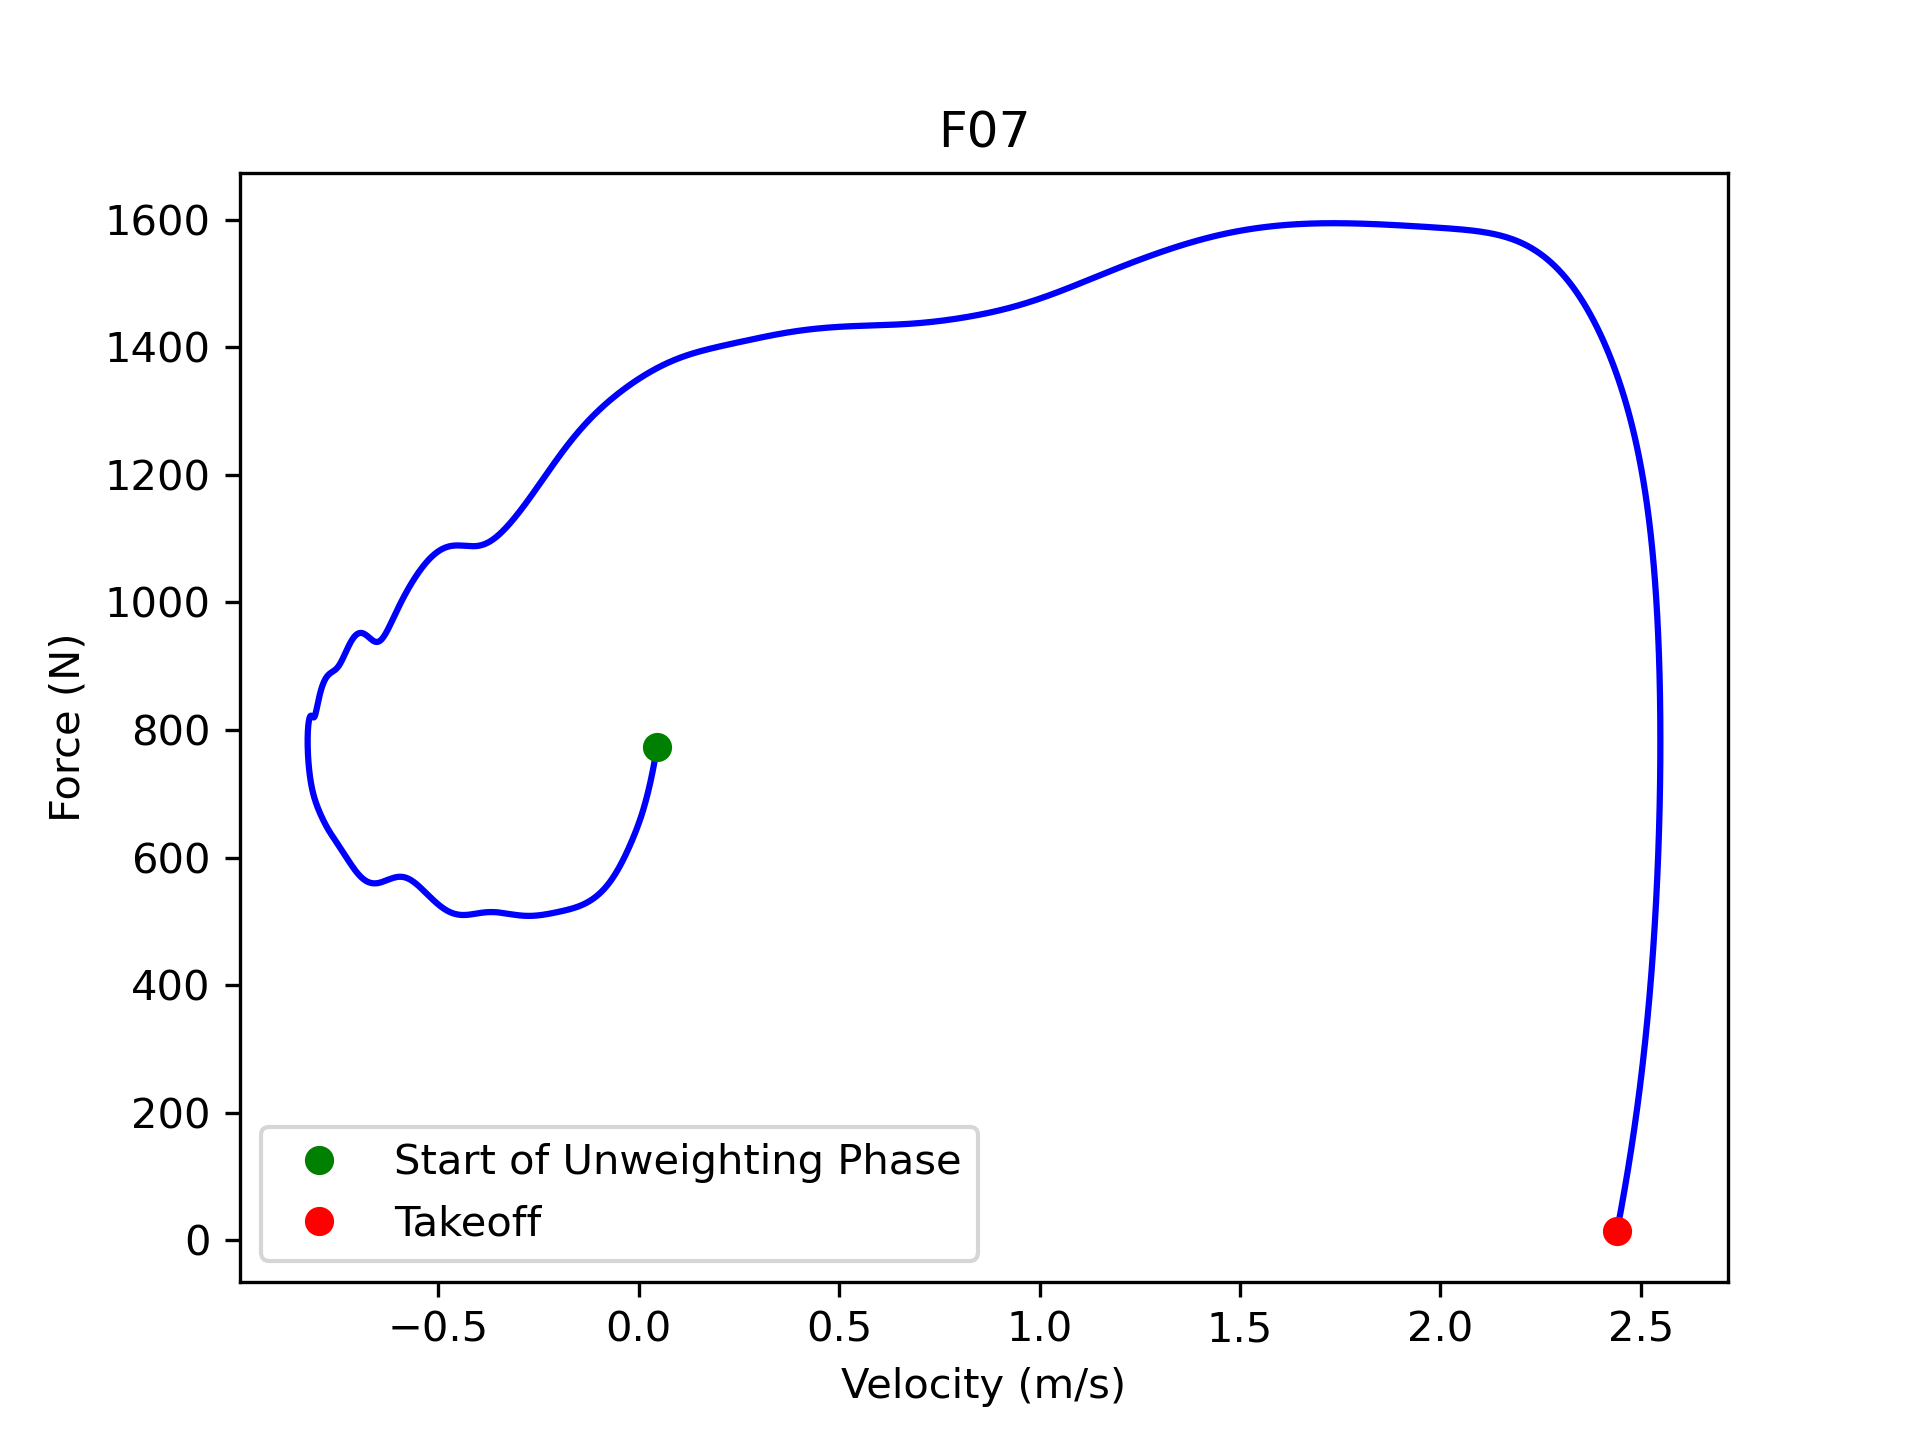 F07
1600
1400
1200
1000
800
600
400
200
0
Force (N)
Start of Unweighting Phase
Takeoff
−0.5 0.0 0.5 1.0 1.5 2.0 2.5
Velocity (m/s)